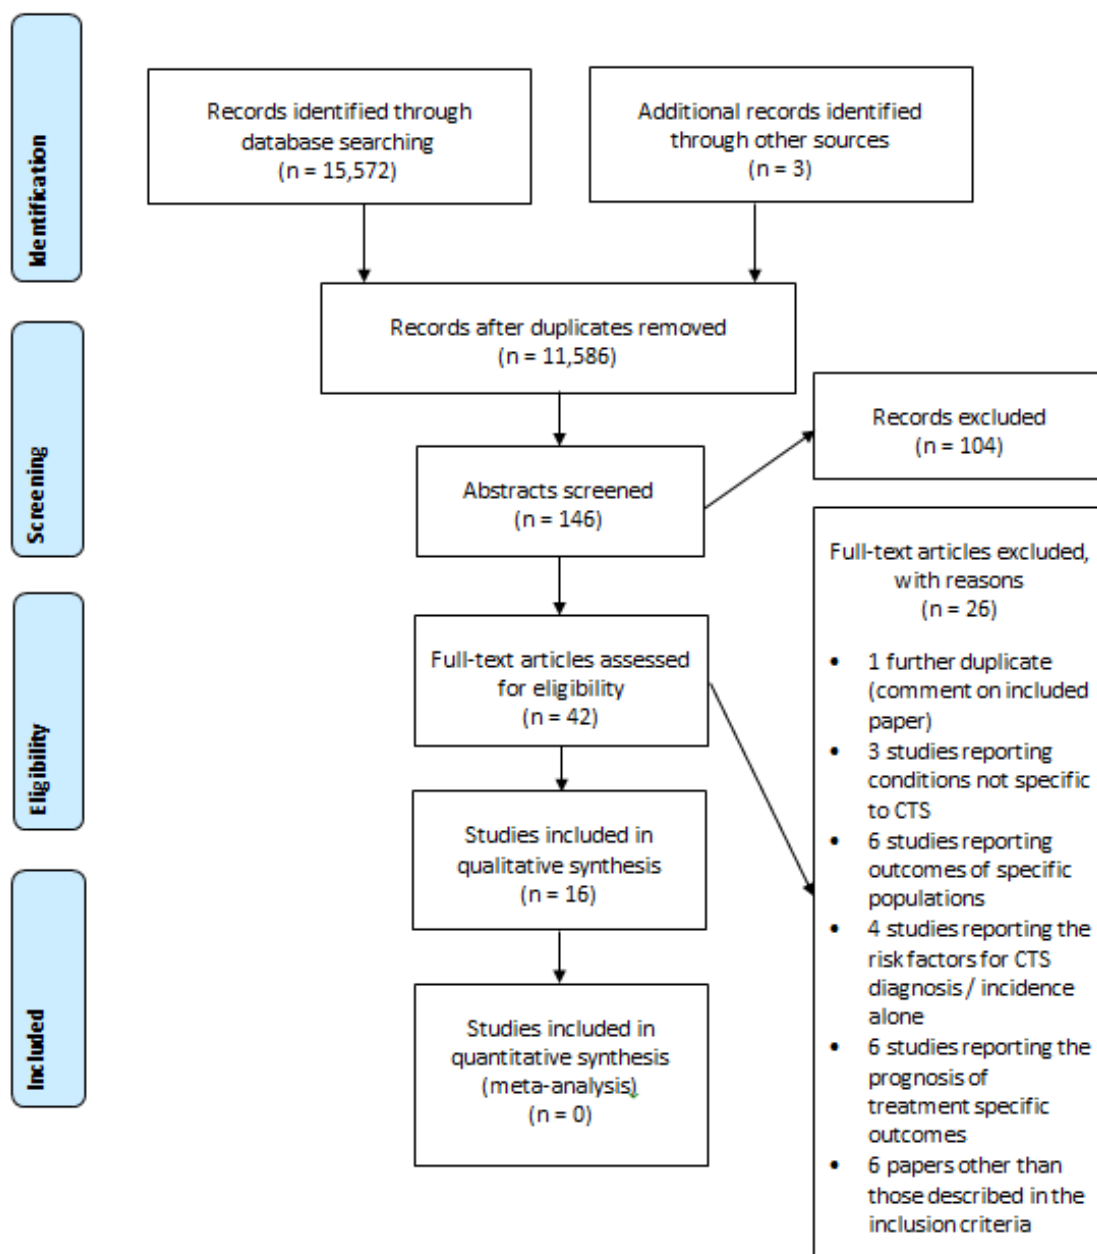 Identification
Records identified through
database searching
(n = 15,572)
Additional records identified
through other sources
(n = 3)
Records after duplicates removed
(n = 11,586)
Screening
Abstracts screened
(n = 146)
Records excluded
(n = 104)
Eligibility
Full-text articles assessed
for eligibility
(n = 42)
Full-text articles excluded,
with reasons
(n = 26)
• 1 further duplicate
(comment on included
paper)
• 3 studies reporting
conditions not specific
to CTS
• 6 studies reporting
outcomes of specific
populations
• 4 studies reporting the
risk factors for CTS
diagnosis / incidence
alone
• 6 studies reporting the
prognosis of
treatment specific
outcomes
• 6 papers other than
those described in the
inclusion criteria
Studies included in
qualitative synthesis
(n = 16)
Included
Studies included in
quantitative synthesis
(meta-analysis)
(n = 0)